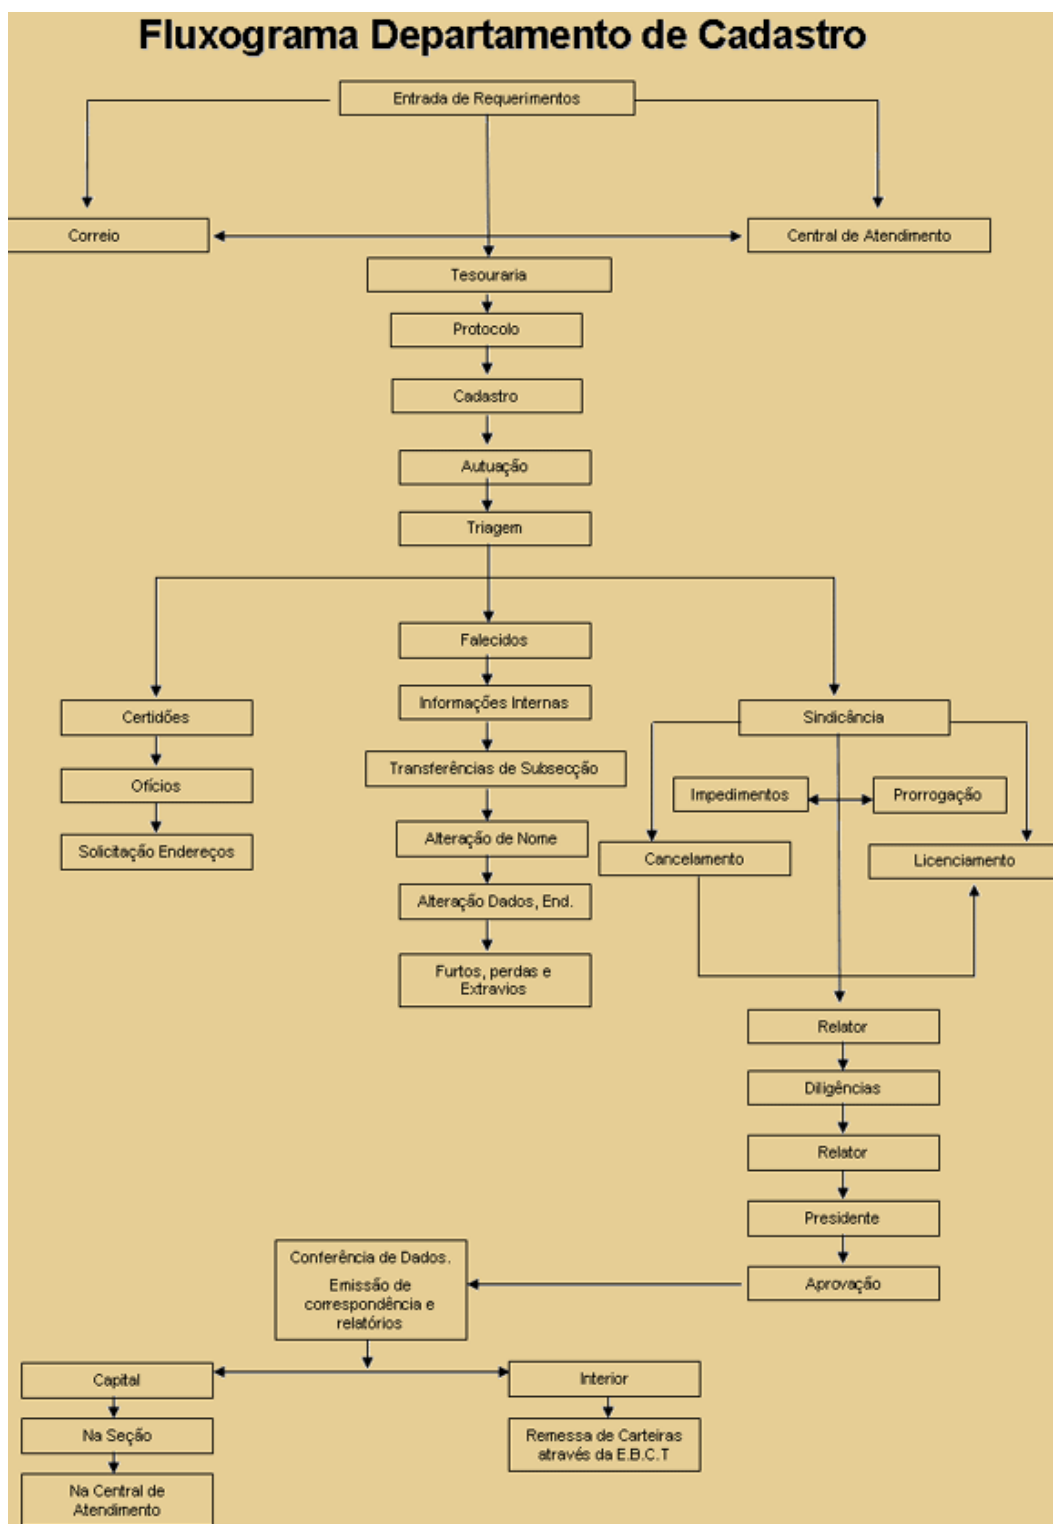 Fluxograma Departamento de Cadastro
Entrada de Requerimentos
Correio
Central de Atendimento
Tesouraria
Protocolo
Cadastro
Autuação
Triagem
Falecidos
Informações Internas
Transferências de Subsecção
Alteração de Nome
Alteração Dados, End.
Furtos, perdas e
Extravios
Certidões
Ofícios
Solicitação Endereços
Sindicância
Impedimentos
Prorrogação
Cancelamento
Licenciamento
Relator
Diligências
Relator
Presidente
Aprovação
Conferência de Dados.
Emissão de
correspondência e
relatórios
Capital
Na Seção
Na Central de
Atendimento
Interior
Remessa de Carteiras
através da E.B.C.T